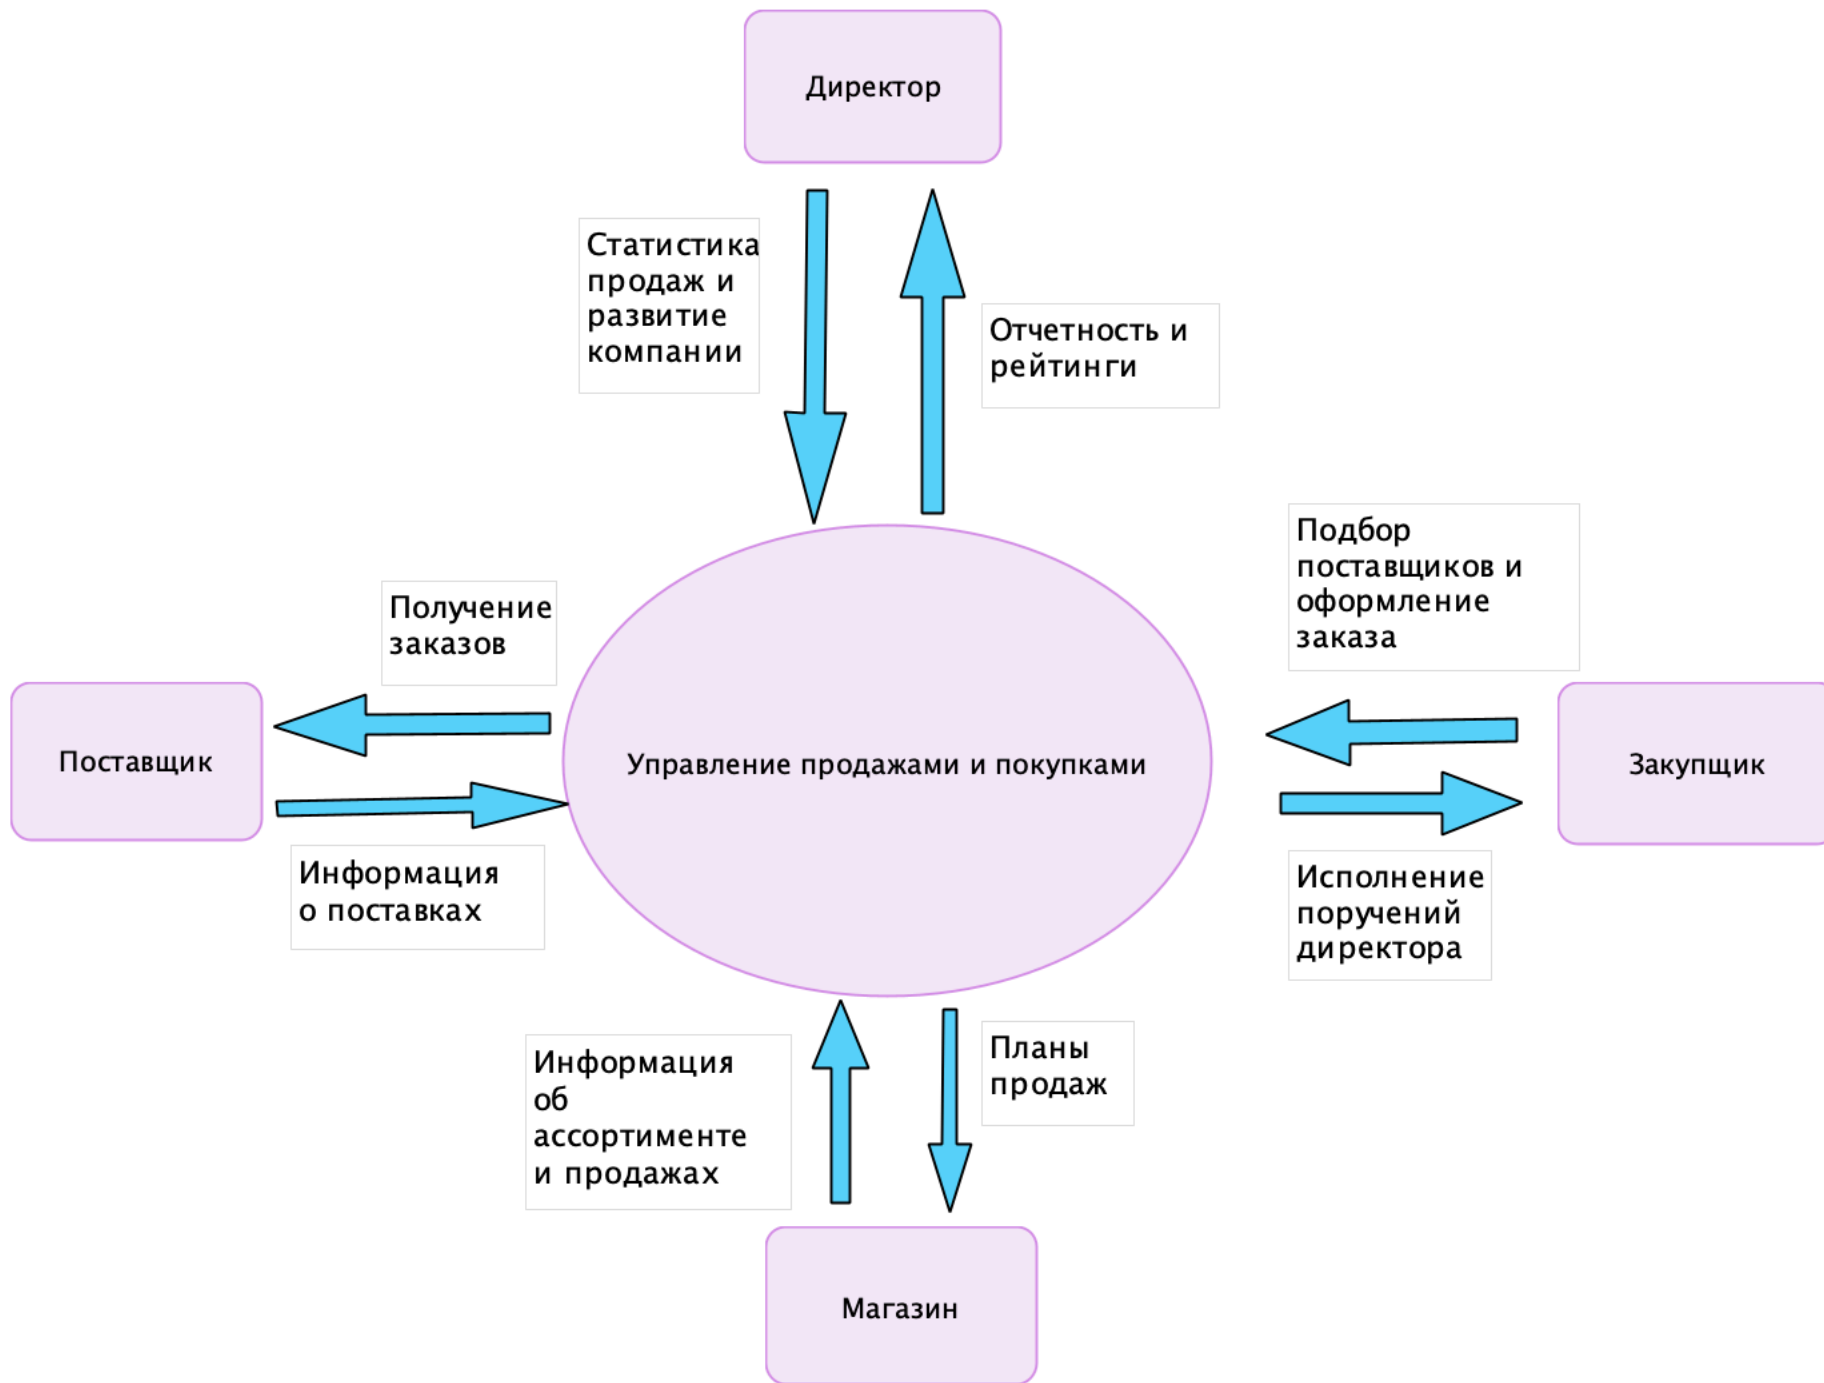 Директор
Статистика
продаж и
развитие
компании
Отчетность и
рейтинги
Подбор
поставщиков и
оформление
заказа
Получение
заказов
Поставщик
Управление продажами и покупками
Закупщик
Информация
о поставках
Исполнение
поручений
директора
Информация
об
ассортименте
и продажах
Планы
продаж
Магазин